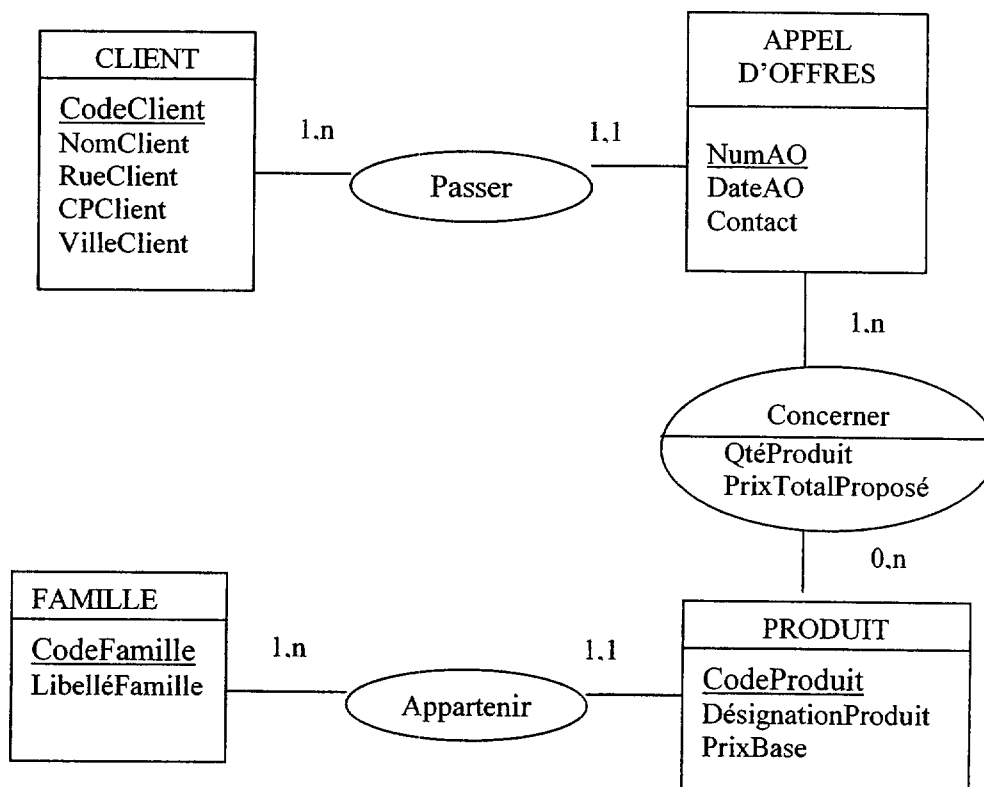 CLIENT
CodeClient
NomClient
RueClient
CPClient
VilleClient
1,n
Passer
1,1
APPEL
D'OFFRES
NumAO
DateAO
Contact
1,n
Concerner
QtéProduit
PrixTotalProposé
0,n
FAMILLE
CodeFamille
LibelléFamille
1,n
Appartenir
1,1
PRODUIT
CodeProduit
DésignationProduit
PrixBase